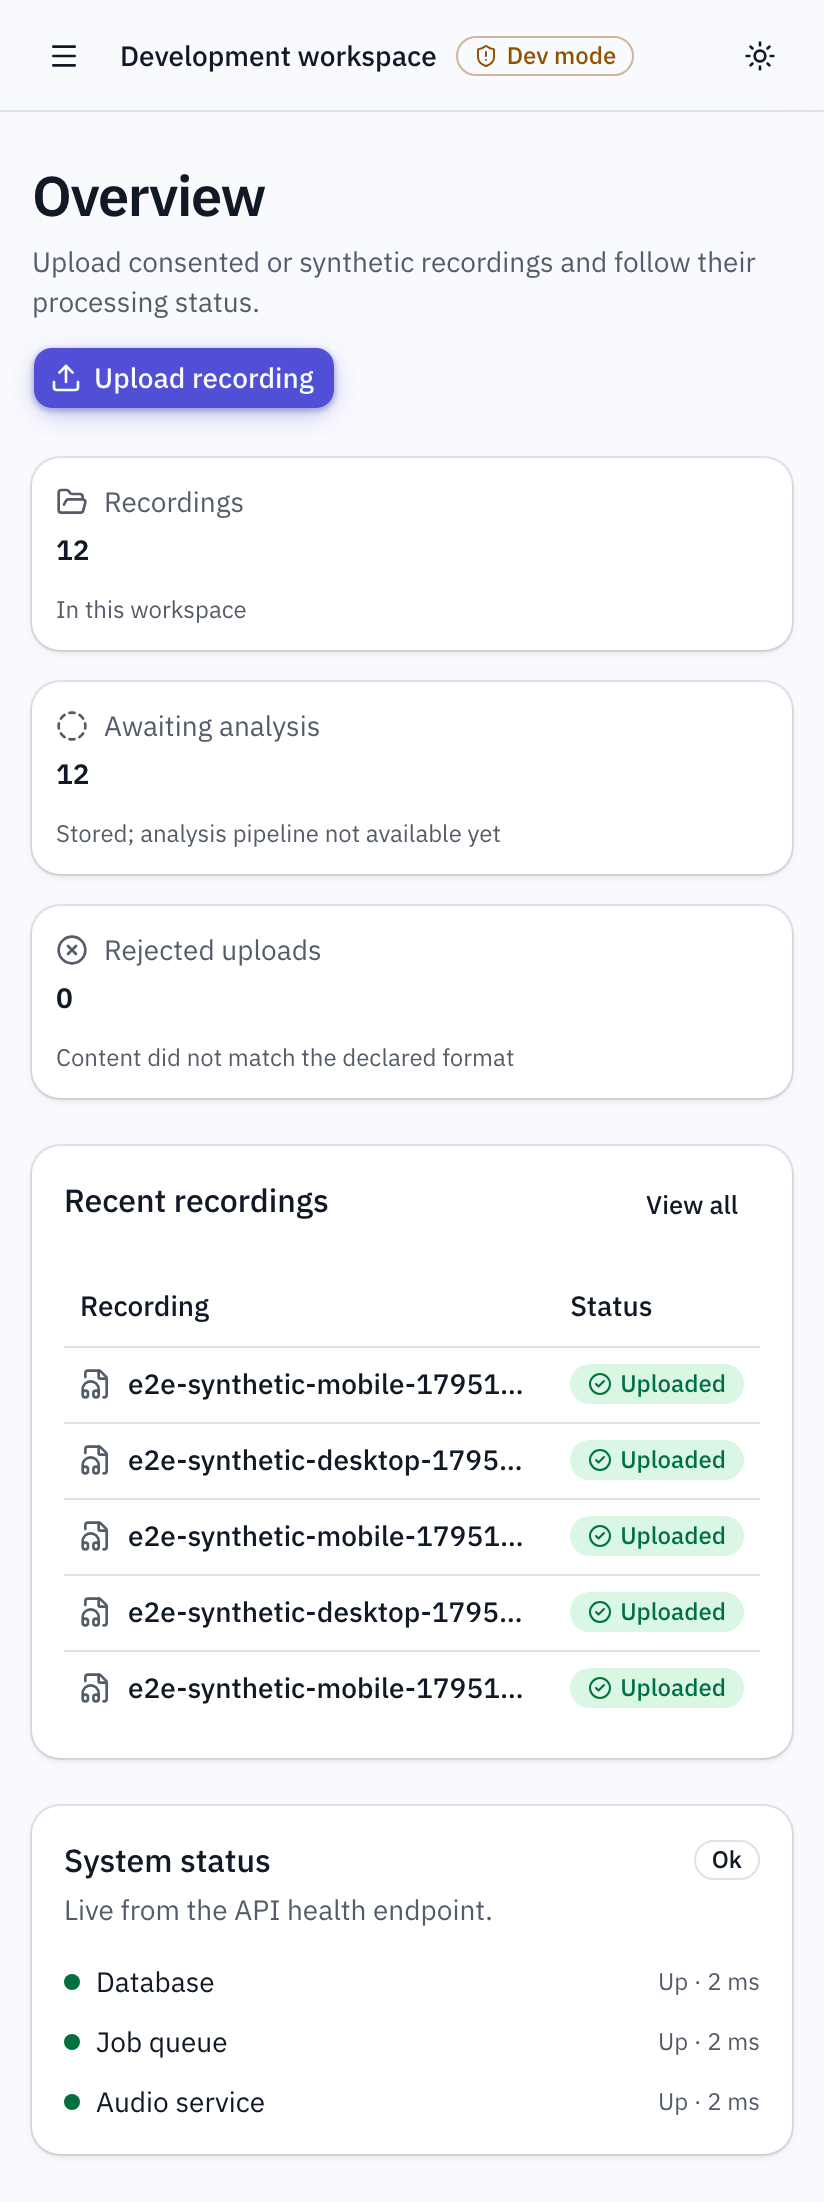 Development workspace
Dev mode
Overview
Upload consented or synthetic recordings and follow their
processing status.
Upload recording
Recordings
12
In this workspace
Awaiting analysis
12
Stored; analysis pipeline not available yet
Rejected uploads
0
Content did not match the declared format
Recent recordings
View all
Recording Status
e2e-synthetic-mobile-17951... Uploaded
e2e-synthetic-desktop-1795... Uploaded
e2e-synthetic-mobile-17951... Uploaded
e2e-synthetic-desktop-1795... Uploaded
e2e-synthetic-mobile-17951... Uploaded
System status
Ok
Live from the API health endpoint.
Database Up · 2 ms
Job queue Up · 2 ms
Audio service Up · 2 ms